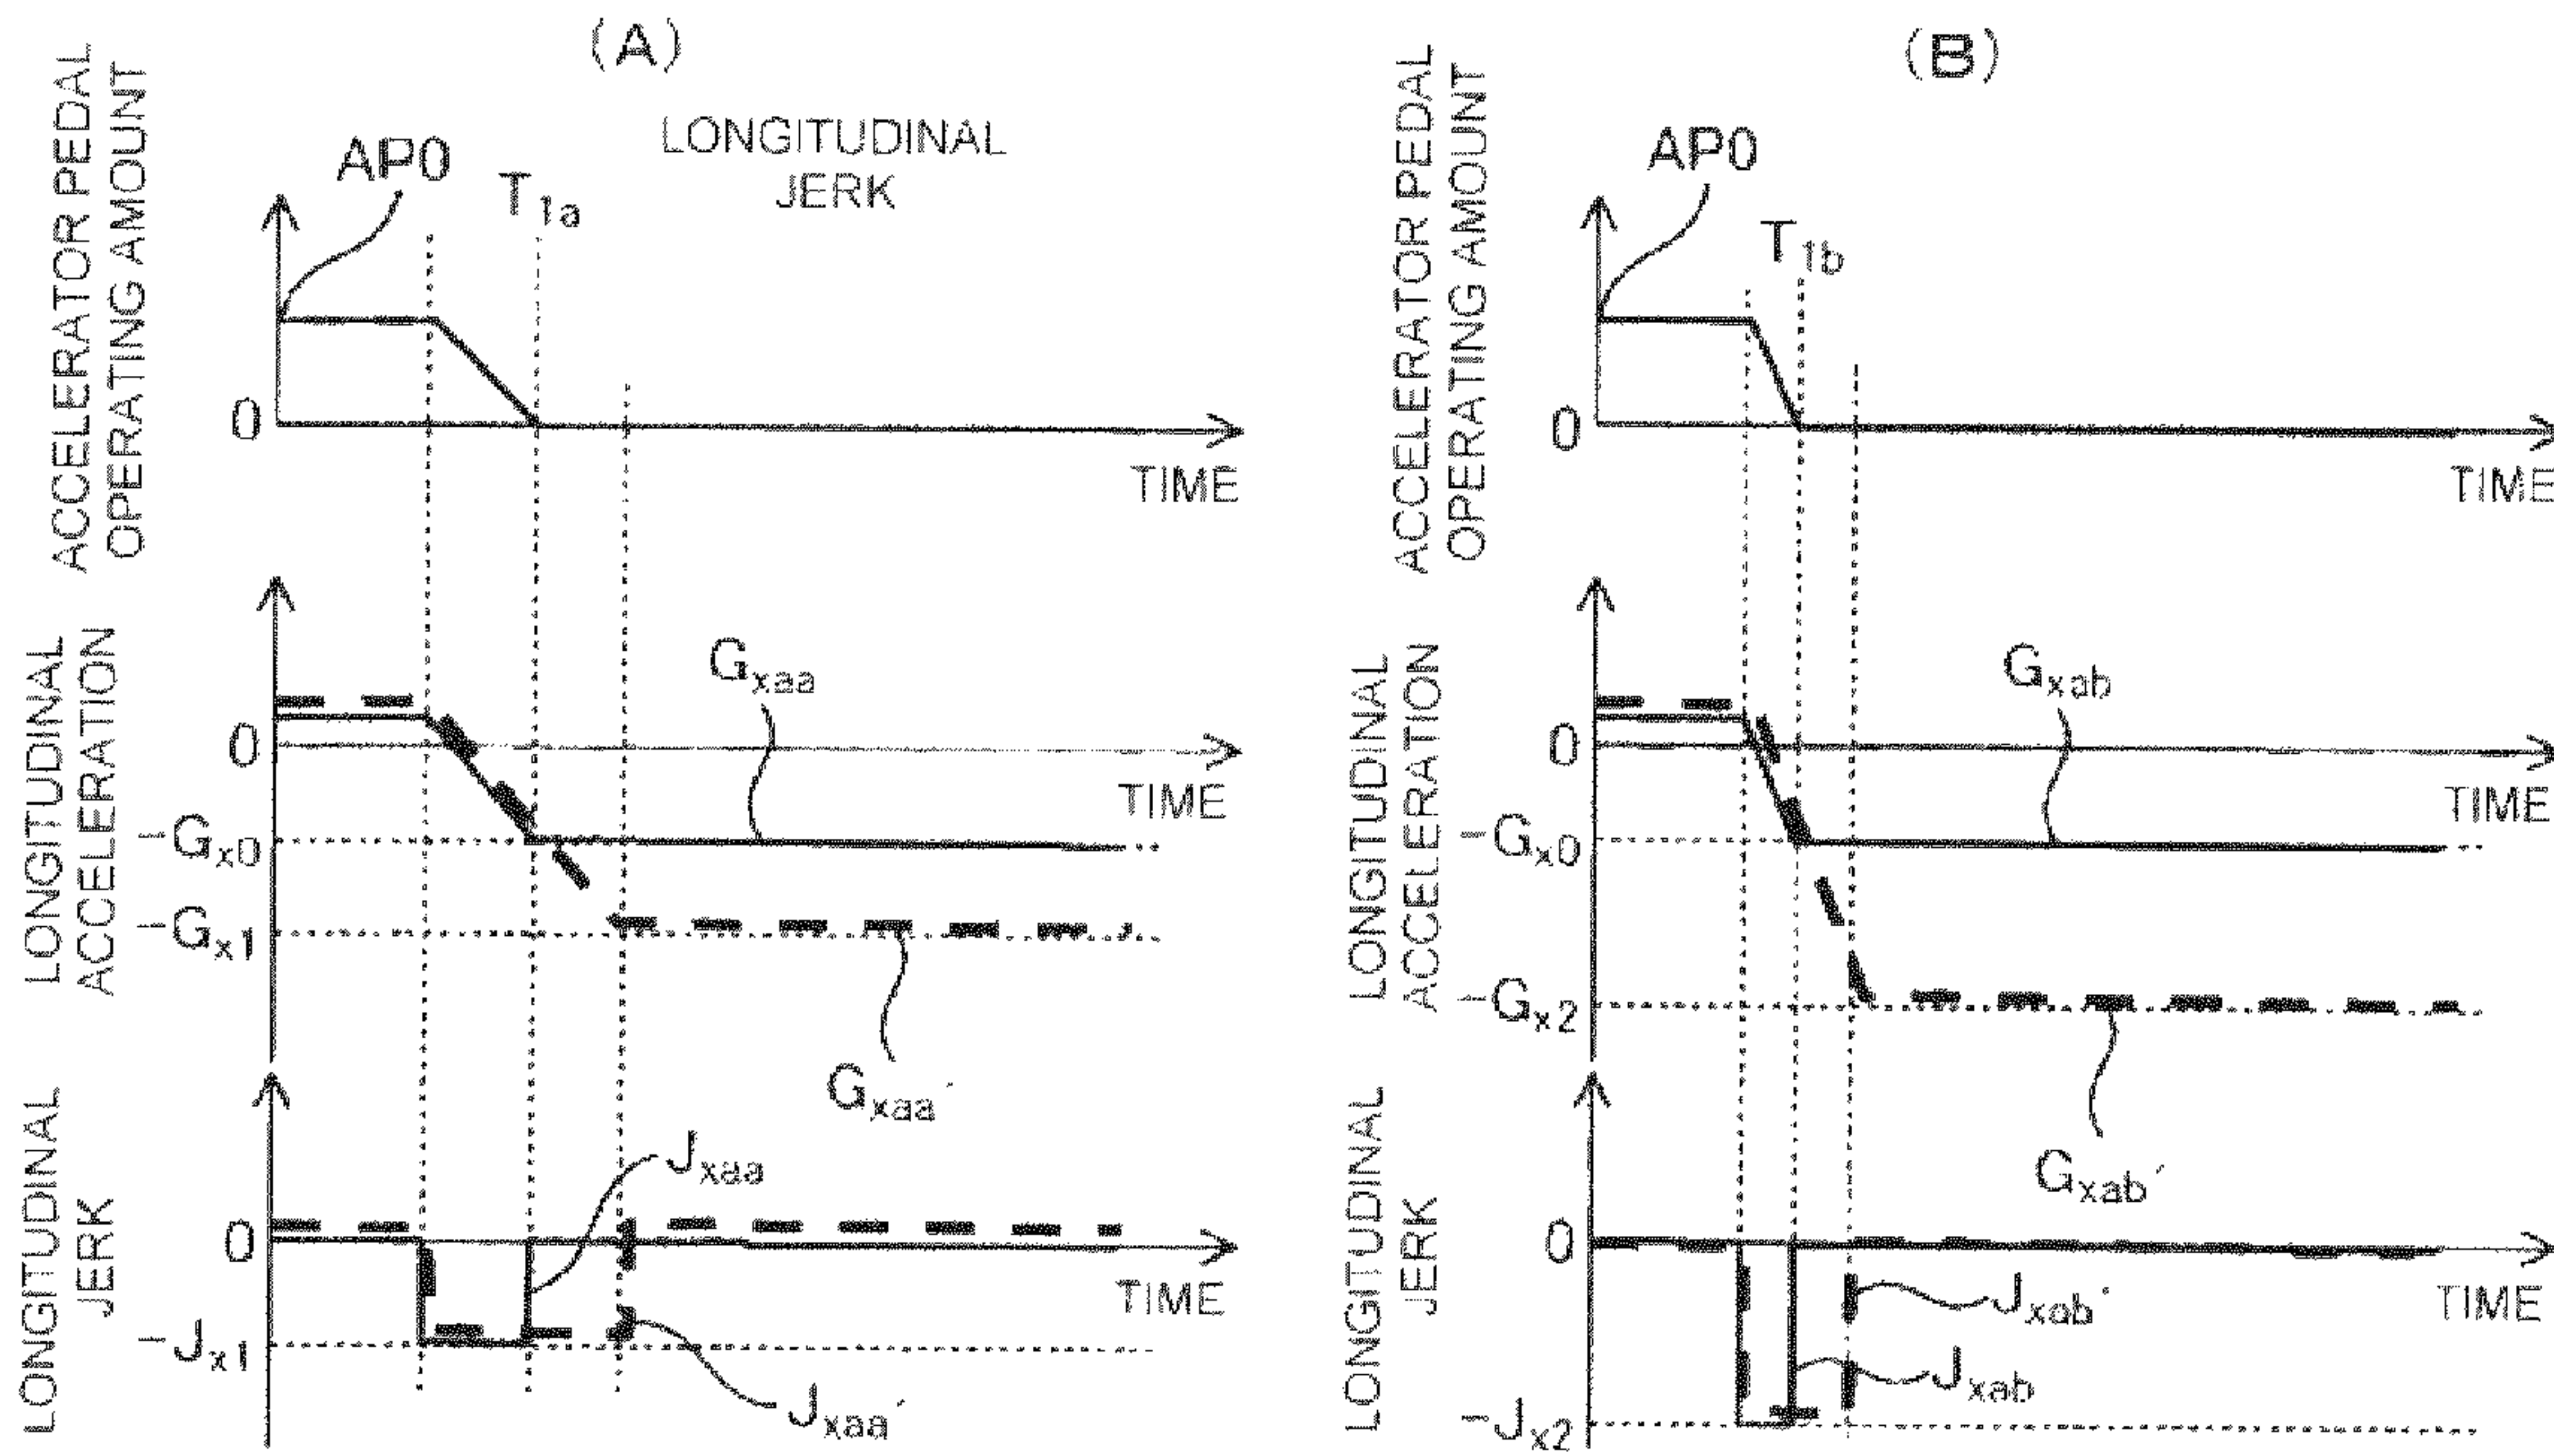 (A)
ACCELERATOR PEDAL
OPERATING AMOUNT
AP0
T1a
LONGITUDINAL
JERK
0
TIME
LONGITUDINAL
ACCELERATION
Gxaa
0
TIME
-Gx0
-Gx1
Gxaa'
LONGITUDINAL
JERK
Jxaa
0
TIME
-Jx1
Jxaa'
(B)
ACCELERATOR PEDAL
OPERATING AMOUNT
AP0
T1b
0
TIME
LONGITUDINAL
ACCELERATION
Gxab
0
TIME
-Gx0
-Gx2
Gxab'
LONGITUDINAL
JERK
0
TIME
Jxab'
Jxab
-Jx2